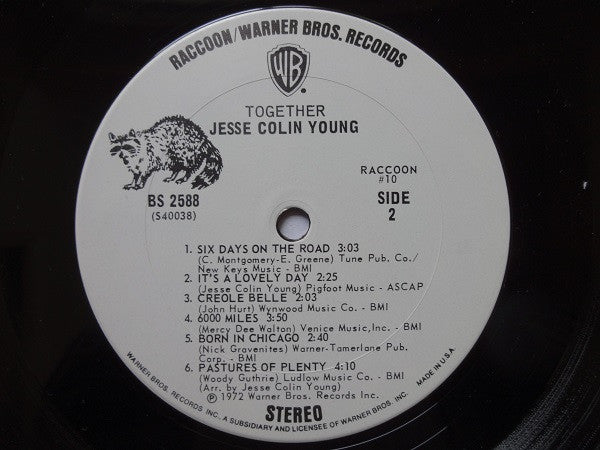 RACCOON/WARNER BROS. RECORDS
WB
TOGETHER
JESSE COLIN YOUNG
RACCOON
#10
BS 2588
(S40038)
SIDE
2
1. SIX DAYS ON THE ROAD 3:03
(C. Montgomery-E. Greene) Tune Pub. Co./
New Keys Music - BMI
2. IT'S A LOVELY DAY 2:25
(Jesse Colin Young) Pigfoot Music - ASCAP
3. CREOLE BELLE 2:03
(John Hurt) Wynwood Music Co. - BMI
4. 6000 MILES 3:50
(Mercy Dee Walton) Venice Music, Inc. - BMI
5. BORN IN CHICAGO 2:40
(Nick Gravenites) Warner-Tamerlane Pub.
Corp. - BMI
6. PASTURES OF PLENTY 4:10
(Woody Guthrie) Ludlow Music Co. - BMI
(Arr. by Jesse Colin Young)
℗ 1972 Warner Bros. Records Inc.
STEREO
WARNER BROS. RECORDS INC., A SUBSIDIARY AND LICENSEE OF WARNER BROS. INC.
MADE IN U.S.A.